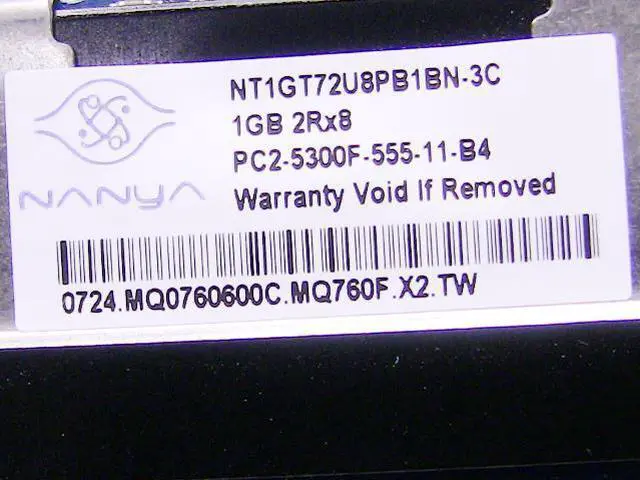 NT1GT72U8PB1BN-3C
1GB 2Rx8
PC2-5300F-555-11-B4
NANYA
Warranty Void If Removed
0724.MQ0760600C.MQ760F.X2.TW